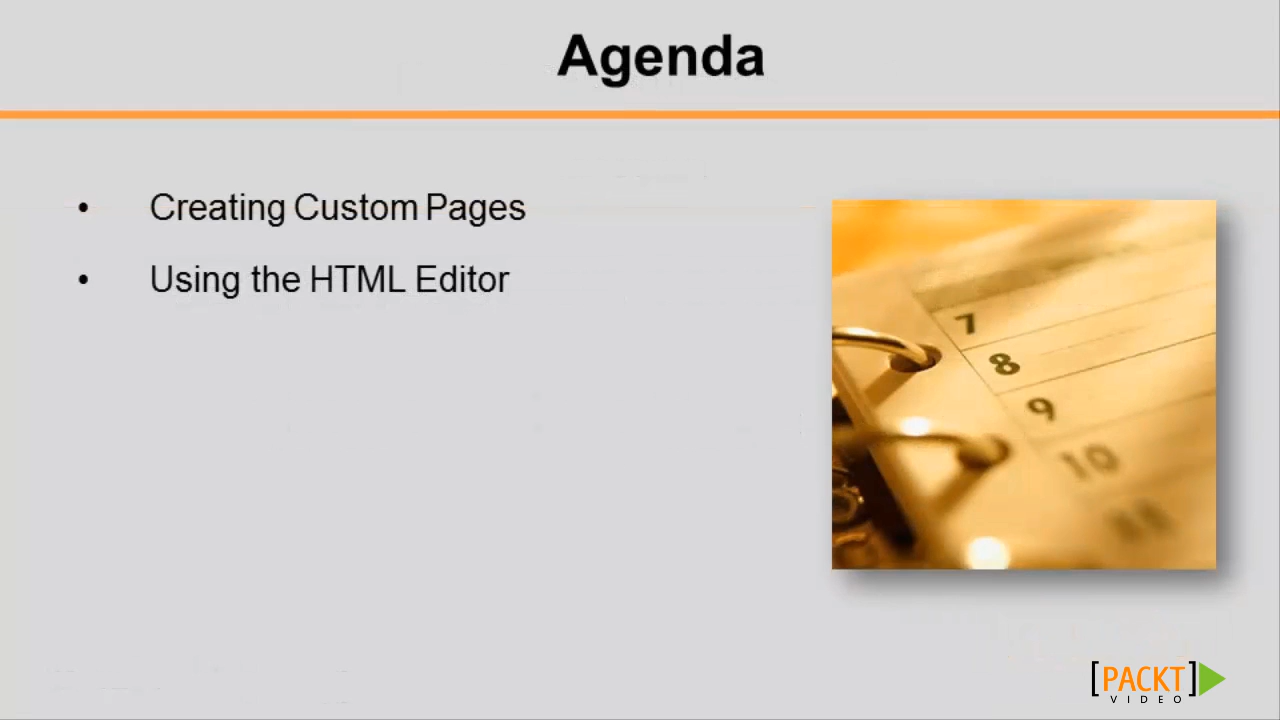 Agenda
• Creating Custom Pages
• Using the HTML Editor
7
8
9
10
[PACKT]
VIDEO